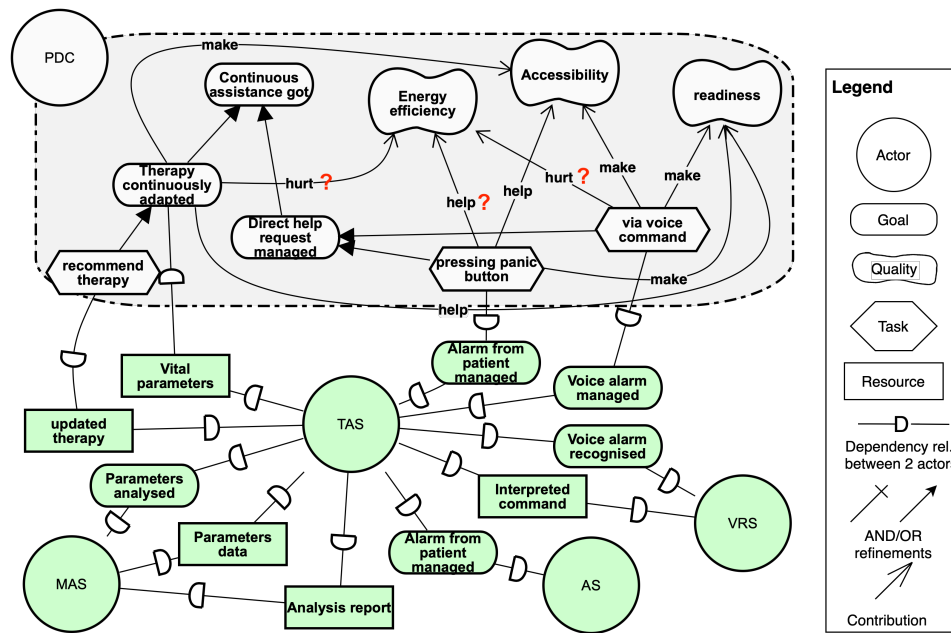 PDC
make
Continuous
assistance got
Energy
efficiency
Accessibility
readiness
Therapy
continuously
adapted
hurt
?
help
?
help
hurt
?
make
make
Direct help
request
managed
via voice
command
recommend
therapy
pressing panic
button
make
help
Vital
parameters
Alarm from
patient
managed
Voice alarm
managed
updated
therapy
TAS
Voice alarm
recognised
Parameters
analysed
Interpreted
command
VRS
Parameters
data
Alarm from
patient
managed
MAS
AS
Analysis report
Legend
Actor
Goal
Quality
Task
Resource
D
Dependency rel.
between 2 actor
AND/OR
refinements
Contribution